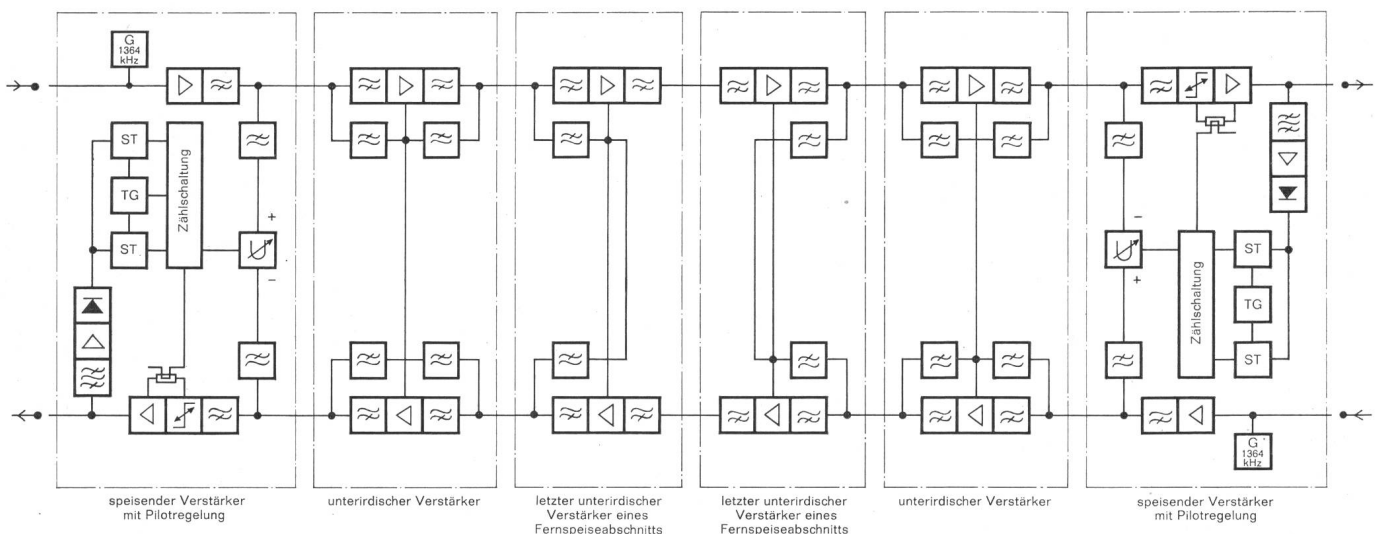 G
1364
kHz
ST
TG
ST
Zählschaltung
+
−
−
+
Zählschaltung
ST
TG
ST
G
1364
kHz
speisender Verstärker
mit Pilotregelung
unterirdischer Verstärker
letzter unterirdischer
Verstärker eines
Fernspeiseabschnitts
letzter unterirdischer
Verstärker eines
Fernspeiseabschnitts
unterirdischer Verstärker
speisender Verstärker
mit Pilotregelung